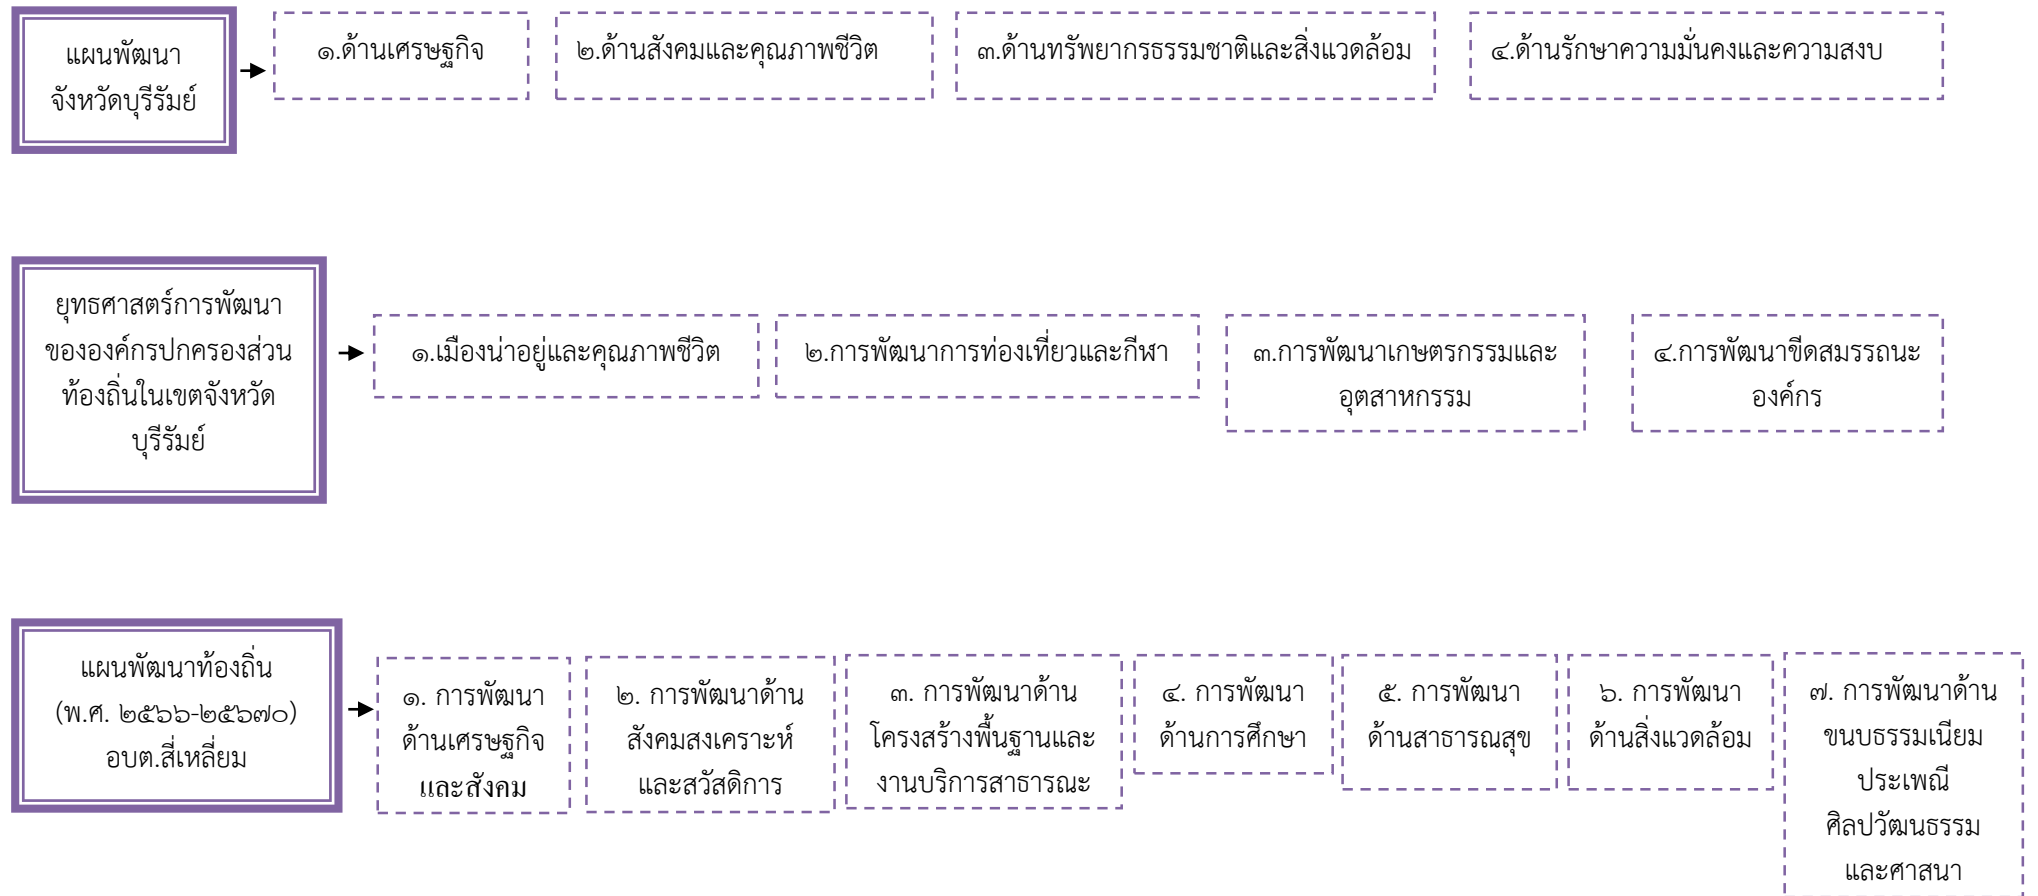 แผนพัฒนา
จังหวัดบุรีรัมย์
๑.ด้านเศรษฐกิจ
๒.ด้านสังคมและคุณภาพชีวิต
๓.ด้านทรัพยากรธรรมชาติและสิ่งแวดล้อม
๔.ด้านรักษาความมั่นคงและความสงบ
ยุทธศาสตร์การพัฒนา
ขององค์กรปกครองส่วน
ท้องถิ่นในเขตจังหวัด
บุรีรัมย์
๑.เมืองน่าอยู่และคุณภาพชีวิต
๒.การพัฒนาการท่องเที่ยวและกีฬา
๓.การพัฒนาเกษตรกรรมและ
อุตสาหกรรม
๔.การพัฒนาขีดสมรรถนะ
องค์กร
แผนพัฒนาท้องถิ่น
(พ.ศ. ๒๕๖๖-๒๕๖๗๐)
อบต.สี่เหลี่ยม
๑. การพัฒนา
ด้านเศรษฐกิจ
และสังคม
๒. การพัฒนาด้าน
สังคมสงเคราะห์
และสวัสดิการ
๓. การพัฒนาด้าน
โครงสร้างพื้นฐานและ
งานบริการสาธารณะ
๔. การพัฒนา
ด้านการศึกษา
๕. การพัฒนา
ด้านสาธารณสุข
๖. การพัฒนา
ด้านสิ่งแวดล้อม
๗. การพัฒนาด้าน
ขนบธรรมเนียม
ประเพณี
ศิลปวัฒนธรรม
และศาสนา